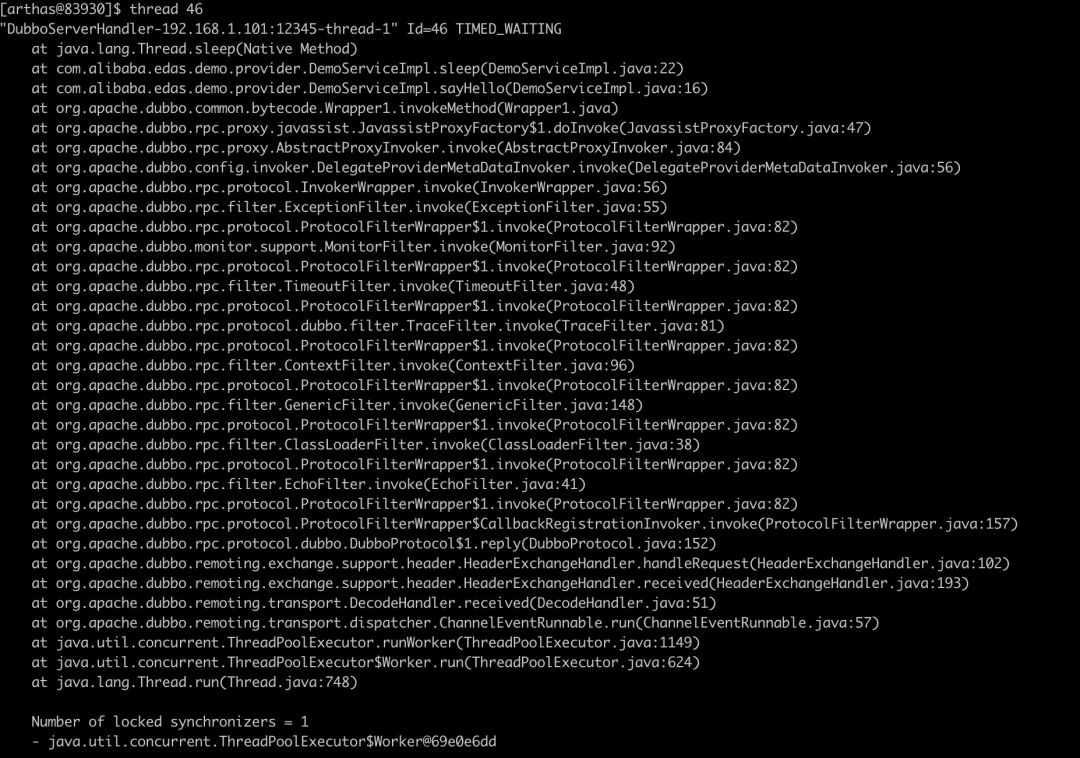 [arthas@83930]$ thread 46
"DubboServerHandler-192.168.1.101:12345-thread-1" Id=46 TIMED_WAITING
at java.lang.Thread.sleep(Native Method)
at com.alibaba.edas.demo.provider.DemoServiceImpl.sleep(DemoServiceImpl.java:22)
at com.alibaba.edas.demo.provider.DemoServiceImpl.sayHello(DemoServiceImpl.java:16)
at org.apache.dubbo.common.bytecode.Wrapper1.invokeMethod(Wrapper1.java)
at org.apache.dubbo.rpc.proxy.javassist.JavassistProxyFactory$1.doInvoke(JavassistProxyFactory.java:47)
at org.apache.dubbo.rpc.proxy.AbstractProxyInvoker.invoke(AbstractProxyInvoker.java:84)
at org.apache.dubbo.config.invoker.DelegateProviderMetaDataInvoker.invoke(DelegateProviderMetaDataInvoker.java:56)
at org.apache.dubbo.rpc.protocol.InvokerWrapper.invoke(InvokerWrapper.java:56)
at org.apache.dubbo.rpc.filter.ExceptionFilter.invoke(ExceptionFilter.java:55)
at org.apache.dubbo.rpc.protocol.ProtocolFilterWrapper$1.invoke(ProtocolFilterWrapper.java:82)
at org.apache.dubbo.monitor.support.MonitorFilter.invoke(MonitorFilter.java:92)
at org.apache.dubbo.rpc.protocol.ProtocolFilterWrapper$1.invoke(ProtocolFilterWrapper.java:82)
at org.apache.dubbo.rpc.filter.TimeoutFilter.invoke(TimeoutFilter.java:48)
at org.apache.dubbo.rpc.protocol.ProtocolFilterWrapper$1.invoke(ProtocolFilterWrapper.java:82)
at org.apache.dubbo.rpc.protocol.dubbo.filter.TraceFilter.invoke(TraceFilter.java:81)
at org.apache.dubbo.rpc.protocol.ProtocolFilterWrapper$1.invoke(ProtocolFilterWrapper.java:82)
at org.apache.dubbo.rpc.filter.ContextFilter.invoke(ContextFilter.java:96)
at org.apache.dubbo.rpc.protocol.ProtocolFilterWrapper$1.invoke(ProtocolFilterWrapper.java:82)
at org.apache.dubbo.rpc.filter.GenericFilter.invoke(GenericFilter.java:148)
at org.apache.dubbo.rpc.protocol.ProtocolFilterWrapper$1.invoke(ProtocolFilterWrapper.java:82)
at org.apache.dubbo.rpc.filter.ClassLoaderFilter.invoke(ClassLoaderFilter.java:38)
at org.apache.dubbo.rpc.protocol.ProtocolFilterWrapper$1.invoke(ProtocolFilterWrapper.java:82)
at org.apache.dubbo.rpc.filter.EchoFilter.invoke(EchoFilter.java:41)
at org.apache.dubbo.rpc.protocol.ProtocolFilterWrapper$1.invoke(ProtocolFilterWrapper.java:82)
at org.apache.dubbo.rpc.protocol.ProtocolFilterWrapper$CallbackRegistrationInvoker.invoke(ProtocolFilterWrapper.java:157)
at org.apache.dubbo.rpc.protocol.dubbo.DubboProtocol$1.reply(DubboProtocol.java:152)
at org.apache.dubbo.remoting.exchange.support.header.HeaderExchangeHandler.handleRequest(HeaderExchangeHandler.java:102)
at org.apache.dubbo.remoting.exchange.support.header.HeaderExchangeHandler.received(HeaderExchangeHandler.java:193)
at org.apache.dubbo.remoting.transport.DecodeHandler.received(DecodeHandler.java:51)
at org.apache.dubbo.remoting.transport.dispatcher.ChannelEventRunnable.run(ChannelEventRunnable.java:57)
at java.util.concurrent.ThreadPoolExecutor.runWorker(ThreadPoolExecutor.java:1149)
at java.util.concurrent.ThreadPoolExecutor$Worker.run(ThreadPoolExecutor.java:624)
at java.lang.Thread.run(Thread.java:748)
Number of locked synchronizers = 1
- java.util.concurrent.ThreadPoolExecutor$Worker@69e0e6dd